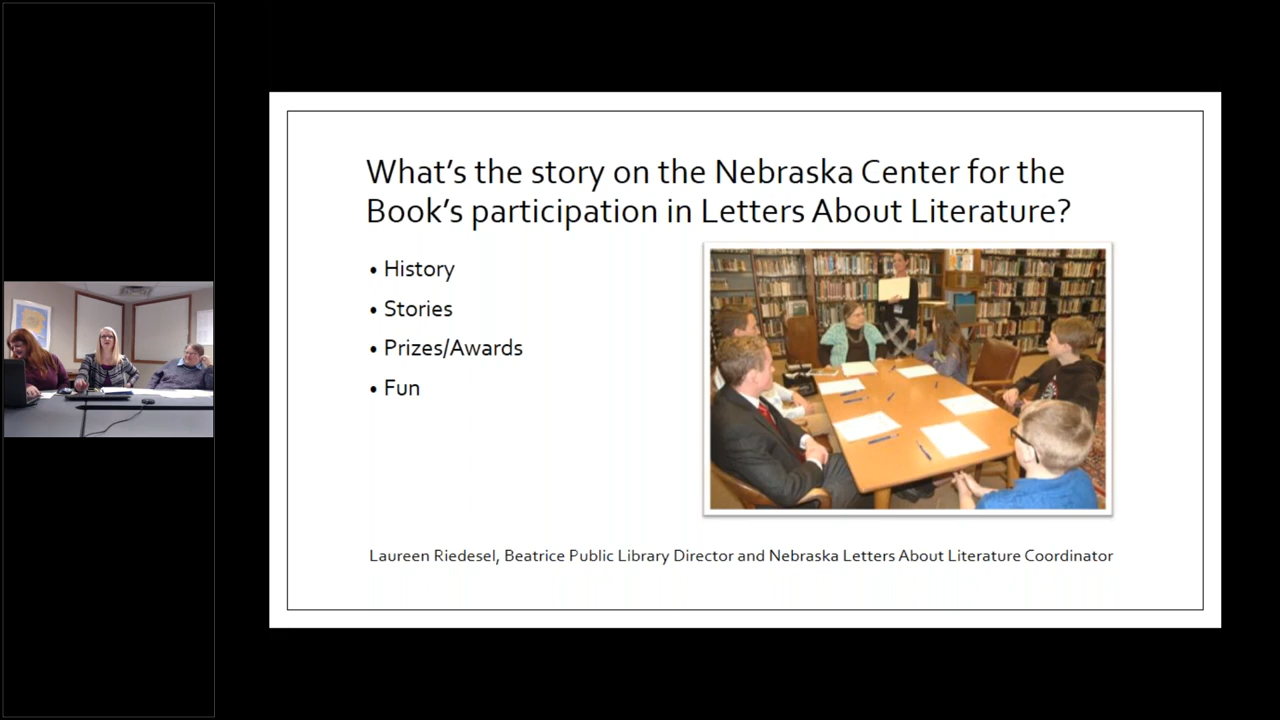 What's the story on the Nebraska Center for the
Book's participation in Letters About Literature?
• History
• Stories
• Prizes/Awards
• Fun
Laureen Riedesel, Beatrice Public Library Director and Nebraska Letters About Literature Coordinator